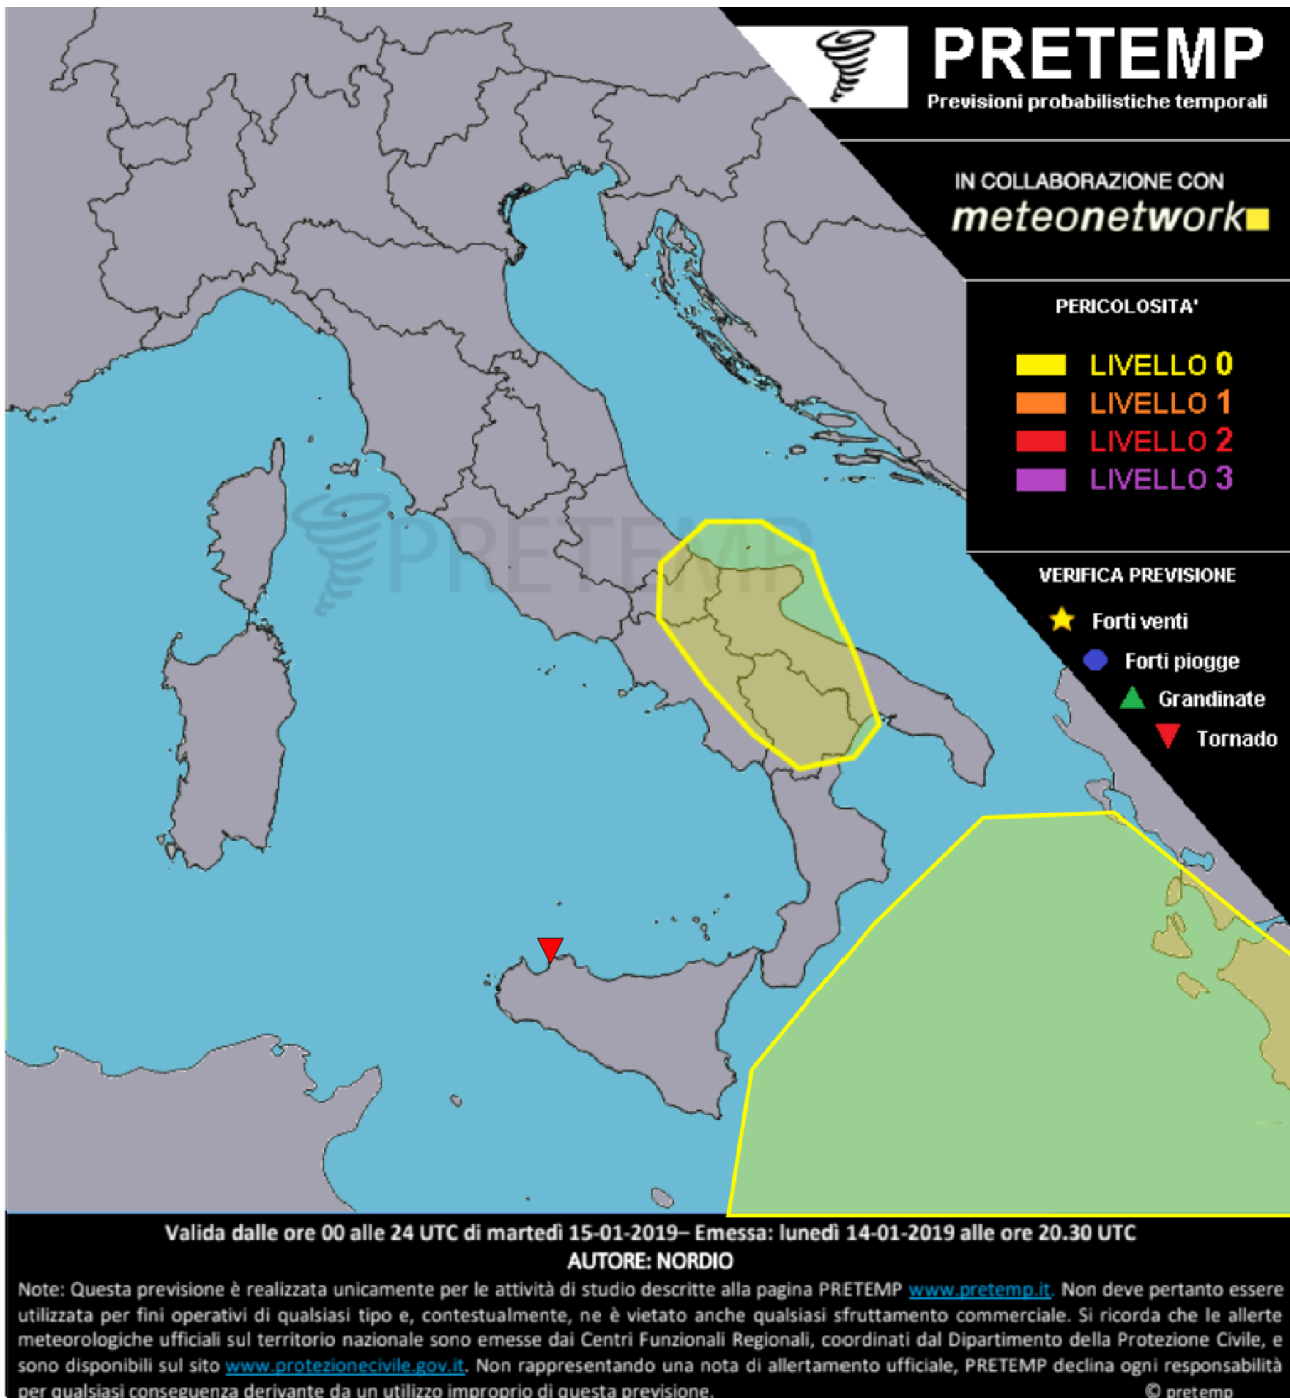 PRETEMP
Previsioni probabilistiche temporali
IN COLLABORAZIONE CON
meteonetwork
PERICOLOSITA'
LIVELLO 0
LIVELLO 1
LIVELLO 2
LIVELLO 3
VERIFICA PREVISIONE
Forti venti
Forti piogge
Grandinate
Tornado
PRETEMP
Valida dalle ore 00 alle 24 UTC di martedì 15-01-2019– Emessa: lunedì 14-01-2019 alle ore 20.30 UTC
AUTORE: NORDIO
Note: Questa previsione è realizzata unicamente per le attività di studio descritte alla pagina PRETEMP www.pretemp.it. Non deve pertanto essere
utilizzata per fini operativi di qualsiasi tipo e, contestualmente, ne è vietato anche qualsiasi sfruttamento commerciale. Si ricorda che le allerte
meteorologiche ufficiali sul territorio nazionale sono emesse dai Centri Funzionali Regionali, coordinati dal Dipartimento della Protezione Civile, e
sono disponibili sul sito www.protezionecivile.gov.it. Non rappresentando una nota di allertamento ufficiale, PRETEMP declina ogni responsabilità
per qualsiasi conseguenza derivante da un utilizzo improprio di questa previsione.
© pretemp